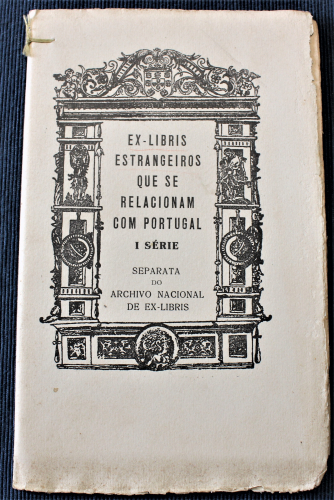 EX-LIBRIS
ESTRANGEIROS
QUE SE
RELACIONAM
COM PORTUGAL
I SÉRIE
SEPARATA
DO
ARCHIVO NACIONAL
DE EX-LIBRIS